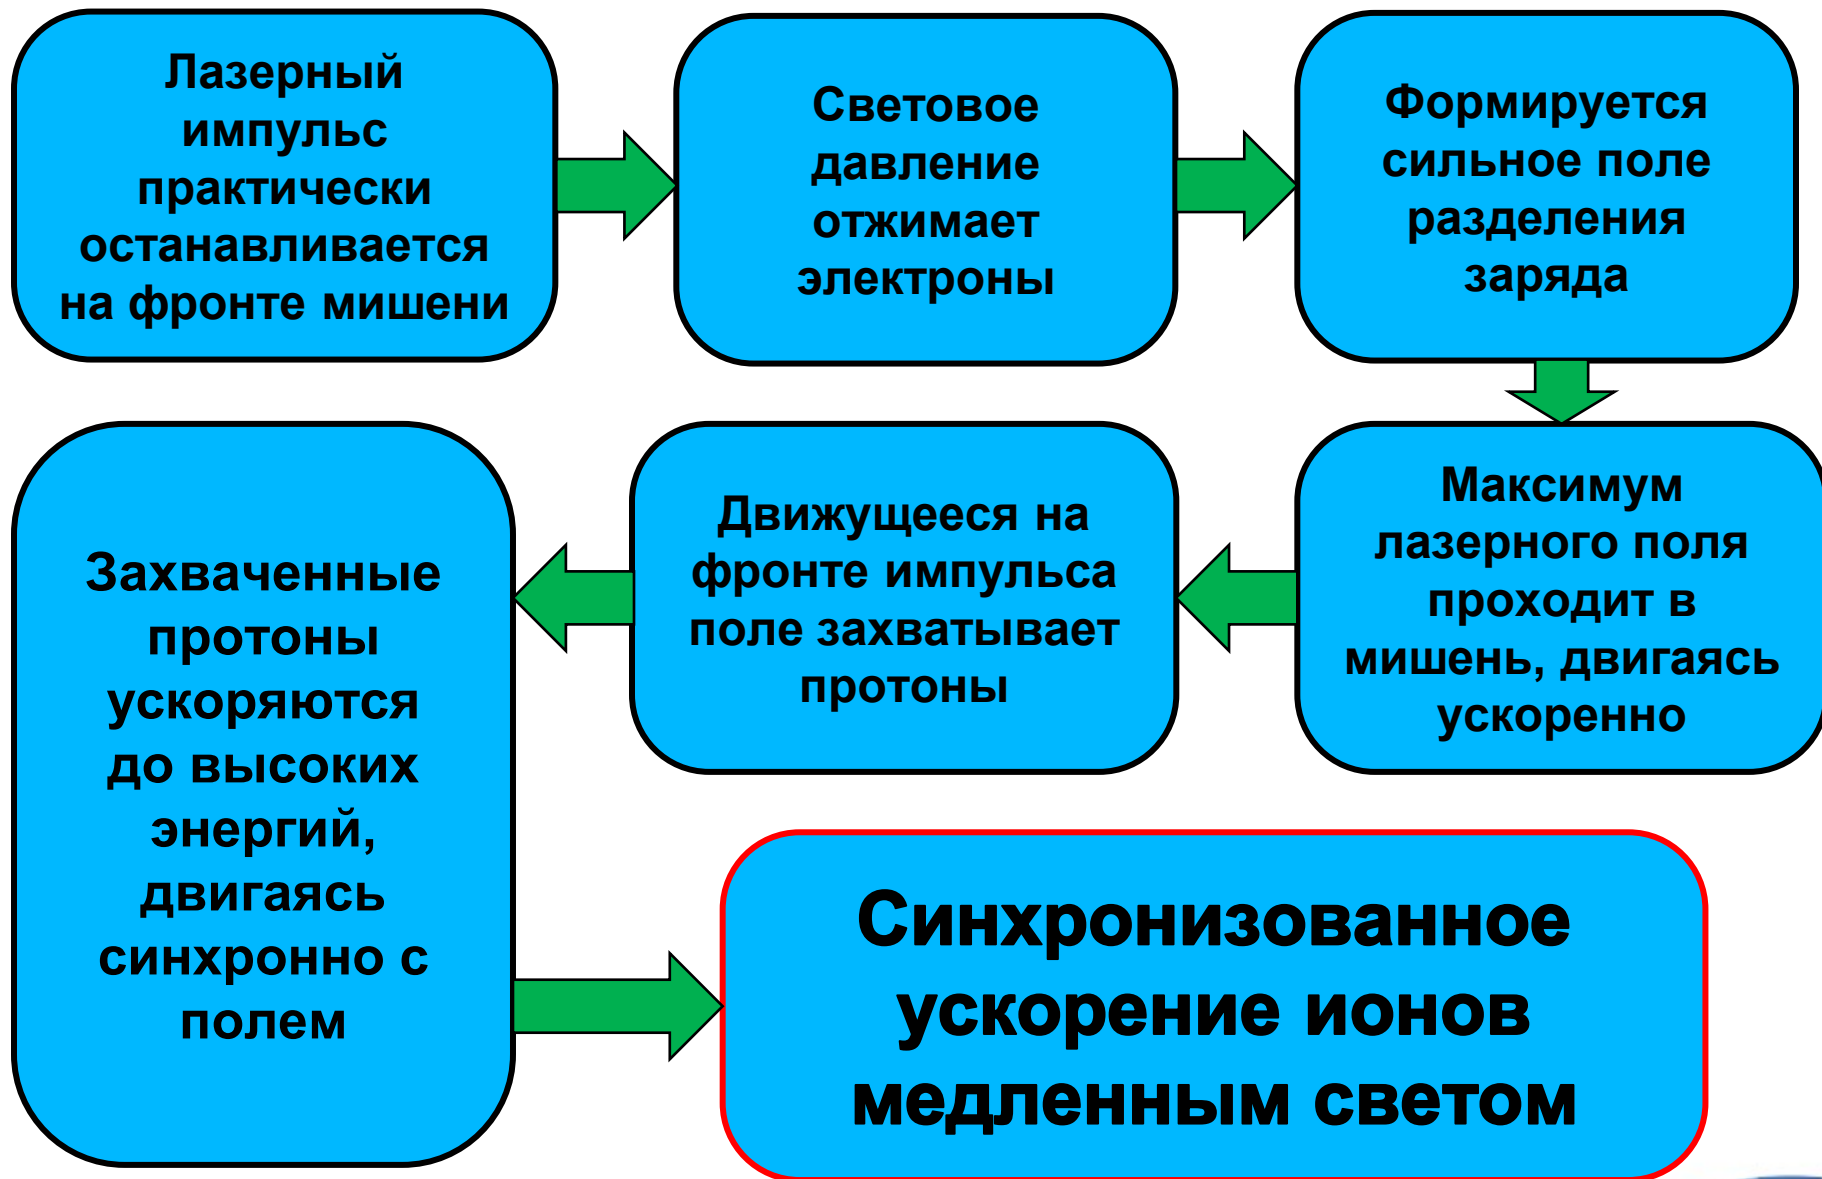 Лазерный
импульс
практически
останавливается
на фронте мишени
Световое
давление
отжимает
электроны
Формируется
сильное поле
разделения
заряда
Максимум
лазерного поля
проходит в
мишень, двигаясь
ускоренно
Движущееся на
фронте импульса
поле захватывает
протоны
Захваченные
протоны
ускоряются
до высоких
энергий,
двигаясь
синхронно с
полем
Синхронизованное
ускорение ионов
медленным светом